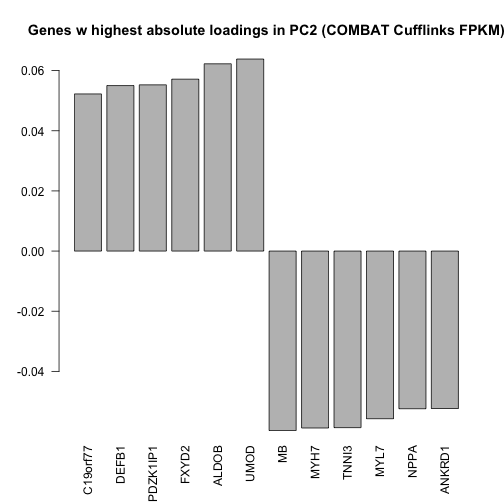 Genes w highest absolute loadings in PC2 (COMBAT Cufflinks FPKM)
0.06
0.04
0.02
0.00
-0.02
-0.04
C19orf77
DEFB1
PDZK1IP1
FXYD2
ALDOB
UMOD
MB
MYH7
TNNI3
MYL7
NPPA
ANKRD1